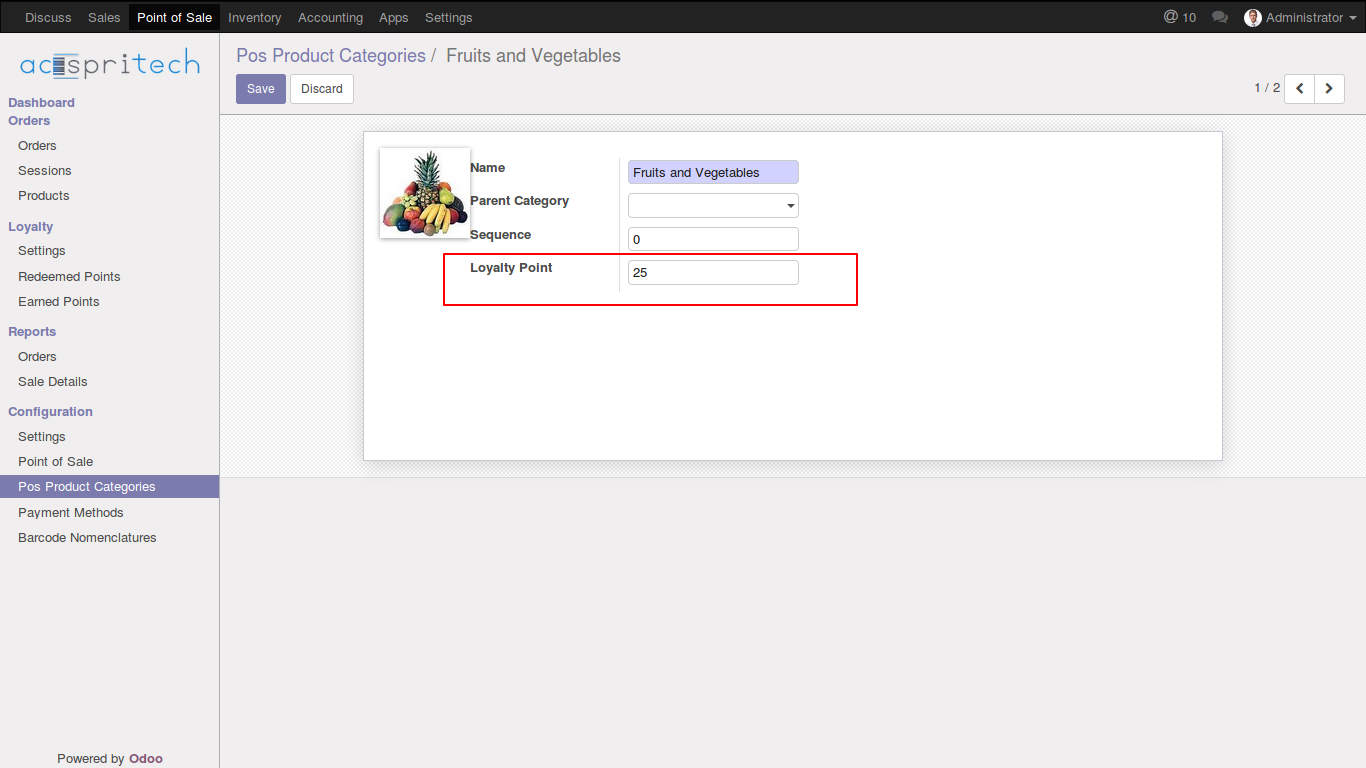 Discuss Sales Point of Sale Inventory Accounting Apps Settings @ 10 Administrator
acespritech
Dashboard
Orders
Orders
Sessions
Products
Loyalty
Settings
Redeemed Points
Earned Points
Reports
Orders
Sale Details
Configuration
Settings
Point of Sale
Pos Product Categories
Payment Methods
Barcode Nomenclatures
Powered by Odoo
Pos Product Categories / Fruits and Vegetables
Save Discard 1 / 2
Name Fruits and Vegetables
Parent Category
Sequence 0
Loyalty Point 25